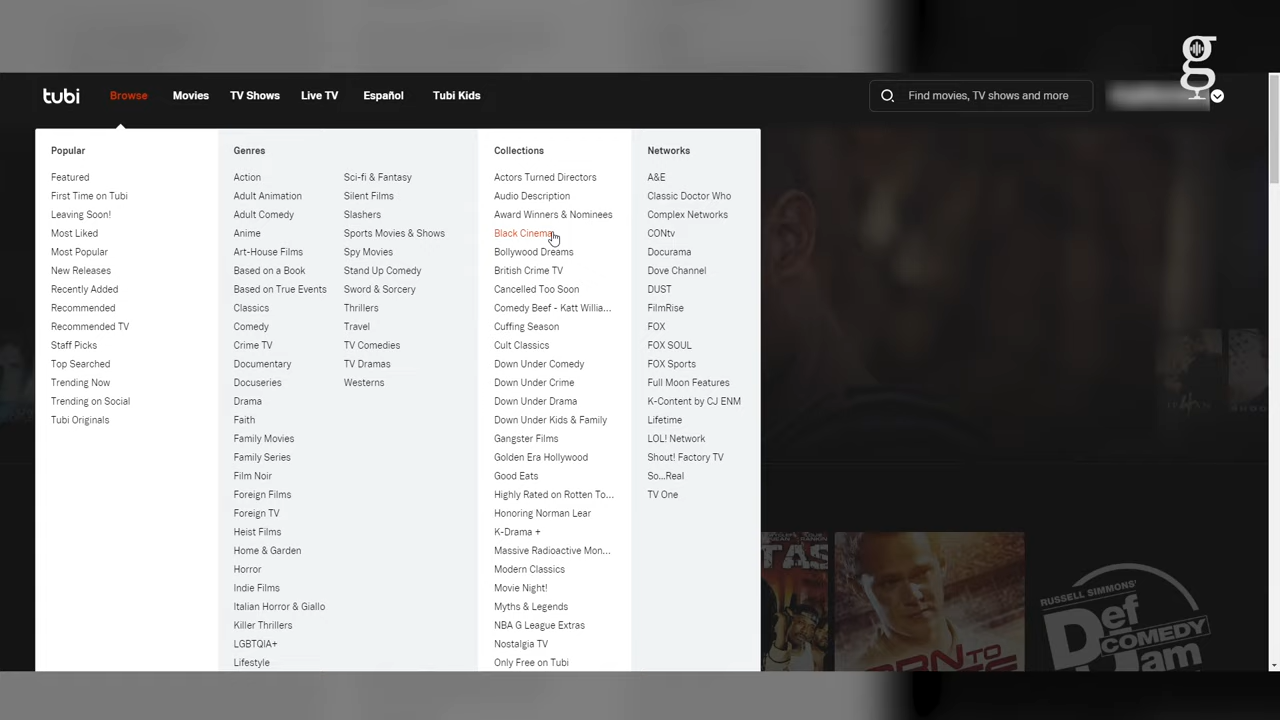 g
tubi
Browse
Movies
TV Shows
Live TV
Español
Tubi Kids
Find movies, TV shows and more
Popular
Featured
First Time on Tubi
Leaving Soon!
Most Liked
Most Popular
New Releases
Recently Added
Recommended
Recommended TV
Staff Picks
Top Searched
Trending Now
Trending on Social
Tubi Originals
Genres
Action
Adult Animation
Adult Comedy
Anime
Art-House Films
Based on a Book
Based on True Events
Classics
Comedy
Crime TV
Documentary
Docuseries
Drama
Faith
Family Movies
Family Series
Film Noir
Foreign Films
Foreign TV
Heist Films
Home & Garden
Horror
Indie Films
Italian Horror & Giallo
Killer Thrillers
LGBTQIA+
Lifestyle
Sci-fi & Fantasy
Silent Films
Slashers
Sports Movies & Shows
Spy Movies
Stand Up Comedy
Sword & Sorcery
Thrillers
Travel
TV Comedies
TV Dramas
Westerns
Collections
Actors Turned Directors
Audio Description
Award Winners & Nominees
Black Cinema
Bollywood Dreams
British Crime TV
Cancelled Too Soon
Comedy Beef - Katt Willia...
Cuffing Season
Cult Classics
Down Under Comedy
Down Under Crime
Down Under Drama
Down Under Kids & Family
Gangster Films
Golden Era Hollywood
Good Eats
Highly Rated on Rotten To...
Honoring Norman Lear
K-Drama +
Massive Radioactive Mon...
Modern Classics
Movie Night!
Myths & Legends
NBA G League Extras
Nostalgia TV
Only Free on Tubi
Networks
A&E
Classic Doctor Who
Complex Networks
CONtv
Docurama
Dove Channel
DUST
FilmRise
FOX
FOX SOUL
FOX Sports
Full Moon Features
K-Content by CJ ENM
Lifetime
LOL! Network
Shout! Factory TV
So...Real
TV One
RUSSELL SIMMONS'
Def
COMEDY
Jam